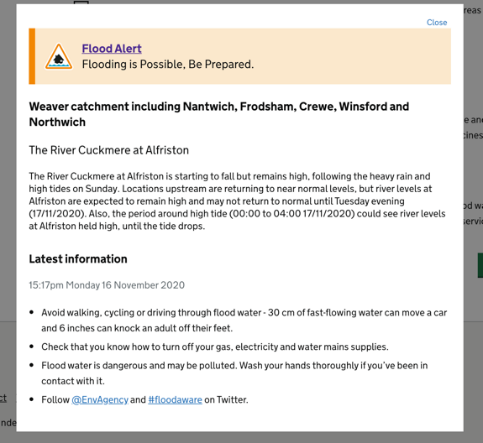 Close
Flood Alert
Flooding is Possible, Be Prepared.
Weaver catchment including Nantwich, Frodsham, Crewe, Winsford and
Northwich
The River Cuckmere at Alfriston
The River Cuckmere at Alfriston is starting to fall but remains high, following the heavy rain and
high tides on Sunday. Locations upstream are returning to near normal levels, but river levels at
Alfriston are expected to remain high and may not return to normal until Tuesday evening
(17/11/2020). Also, the period around high tide (00:00 to 04:00 17/11/2020) could see river levels
at Alfriston held high, until the tide drops.
Latest information
15:17pm Monday 16 November 2020
• Avoid walking, cycling or driving through flood water - 30 cm of fast-flowing water can move a car
and 6 inches can knock an adult off their feet.
• Check that you know how to turn off your gas, electricity and water mains supplies.
• Flood water is dangerous and may be polluted. Wash your hands thoroughly if you've been in
contact with it.
• Follow @EnvAgency and #floodaware on Twitter.